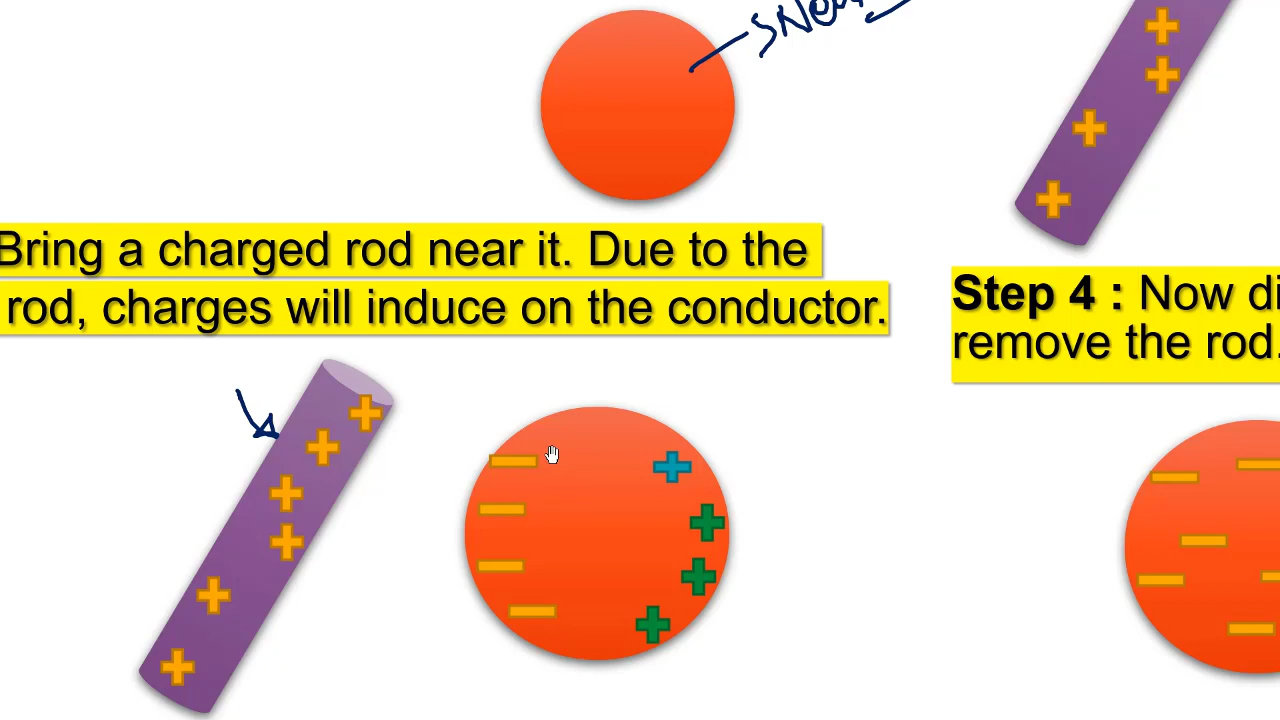 Bring a charged rod near it. Due to the
rod, charges will induce on the conductor.
Step 4 : Now di
remove the rod.